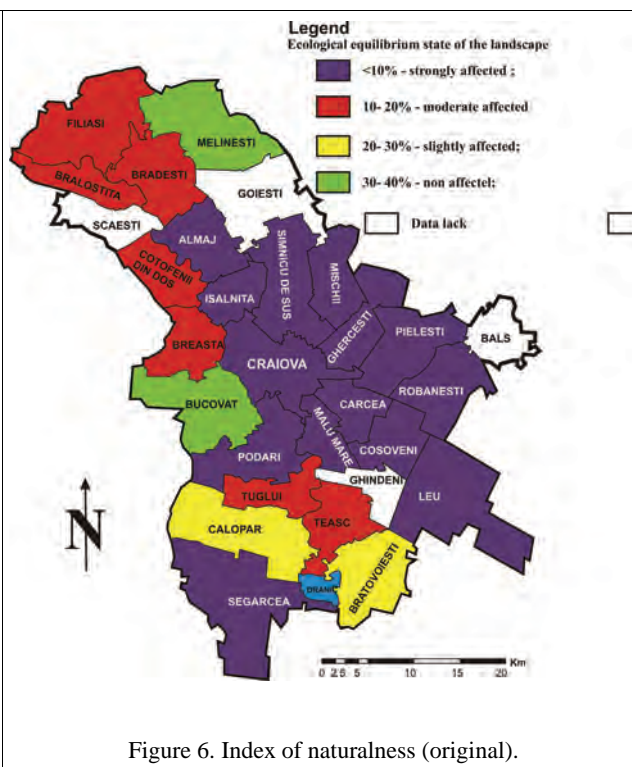 Legend
Ecological equilibrium state of the landscape
<10% - strongly affected ;
10-20% - moderate affected
20-30% - slightly affected;
30- 40% - non affectel;
Data lack
FILIASI
MELINESTI
BRADESTI
BRALOSTITA
GOIESTI
SCAESTI
ALMAJ
SIMNICU DE SUS
MISCHII
COTOFENII
DIN DOS
ISALNITA
GHERCESTI
PIELESTI
BALS
BREASTA
CRAIOVA
ROBANESTI
BUCOVAT
CARCEA
MALU MARE
COSOVENI
PODARI
GHINDENI
LEU
TUGLUI
TEASC
N
CALOPAR
BRATOVOIESTI
DRANIC
SEGARCEA
Km
0 2.5 5 10 15 20
Figure 6. Index of naturalness (original).